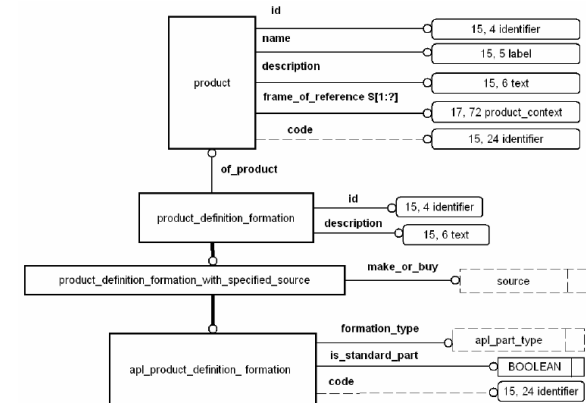 id
15, 4 identifier
name
15, 5 label
description
15, 6 text
product
frame_of_reference S[1:?]
17, 72 product_context
code
15, 24 identifier
of_product
id
15, 4 identifier
product_definition_formation
description
15, 6 text
make_or_buy
product_definition_formation_with_specified_source
source
formation_type
apl_part_type
is_standard_part
BOOLEAN
apl_product_definition_ formation
code
15, 24 identifier